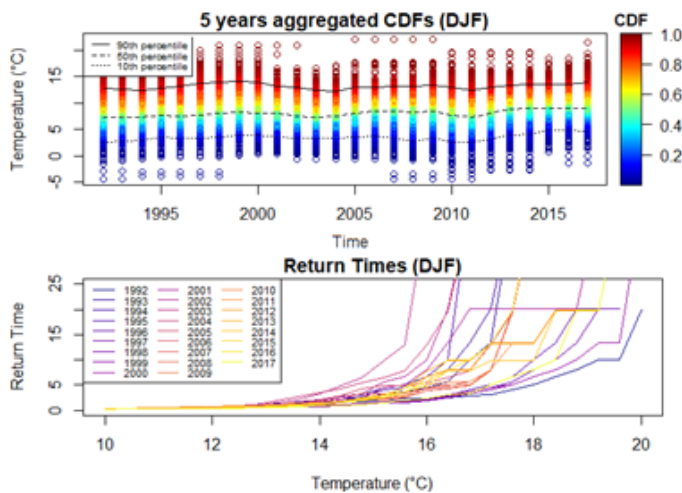 5 years aggregated CDFs (DJF)
CDF
90th percentile
50th percentile
10th percentile
Temperature (°C)
-5 0 5 15
1.0
0.8
0.6
0.4
0.2
1995 2000 2005 2010 2015
Time
Return Times (DJF)
Return Time
0 5 15 25
1992 2001 2010
1993 2002 2011
1994 2003 2012
1995 2004 2013
1996 2005 2014
1997 2006 2015
1998 2007 2016
1999 2008 2017
2000 2009
10 12 14 16 18 20
Temperature (°C)